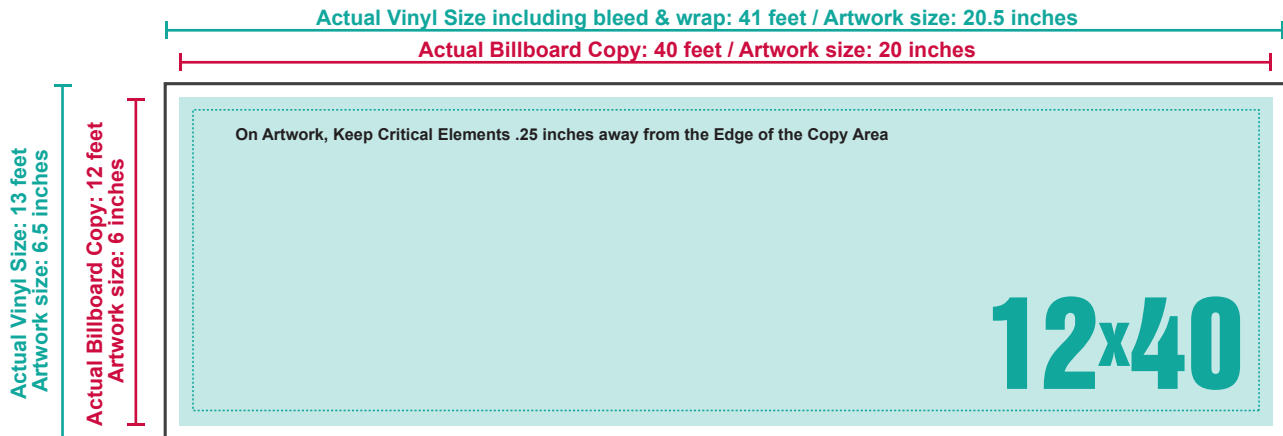 Actual Vinyl Size including bleed & wrap: 41 feet / Artwork size: 20.5 inches
Actual Billboard Copy: 40 feet / Artwork size: 20 inches
Actual Vinyl Size: 13 feet
Artwork size: 6.5 inches
Actual Billboard Copy: 12 feet
Artwork size: 6 inches
On Artwork, Keep Critical Elements .25 inches away from the Edge of the Copy Area
12x40